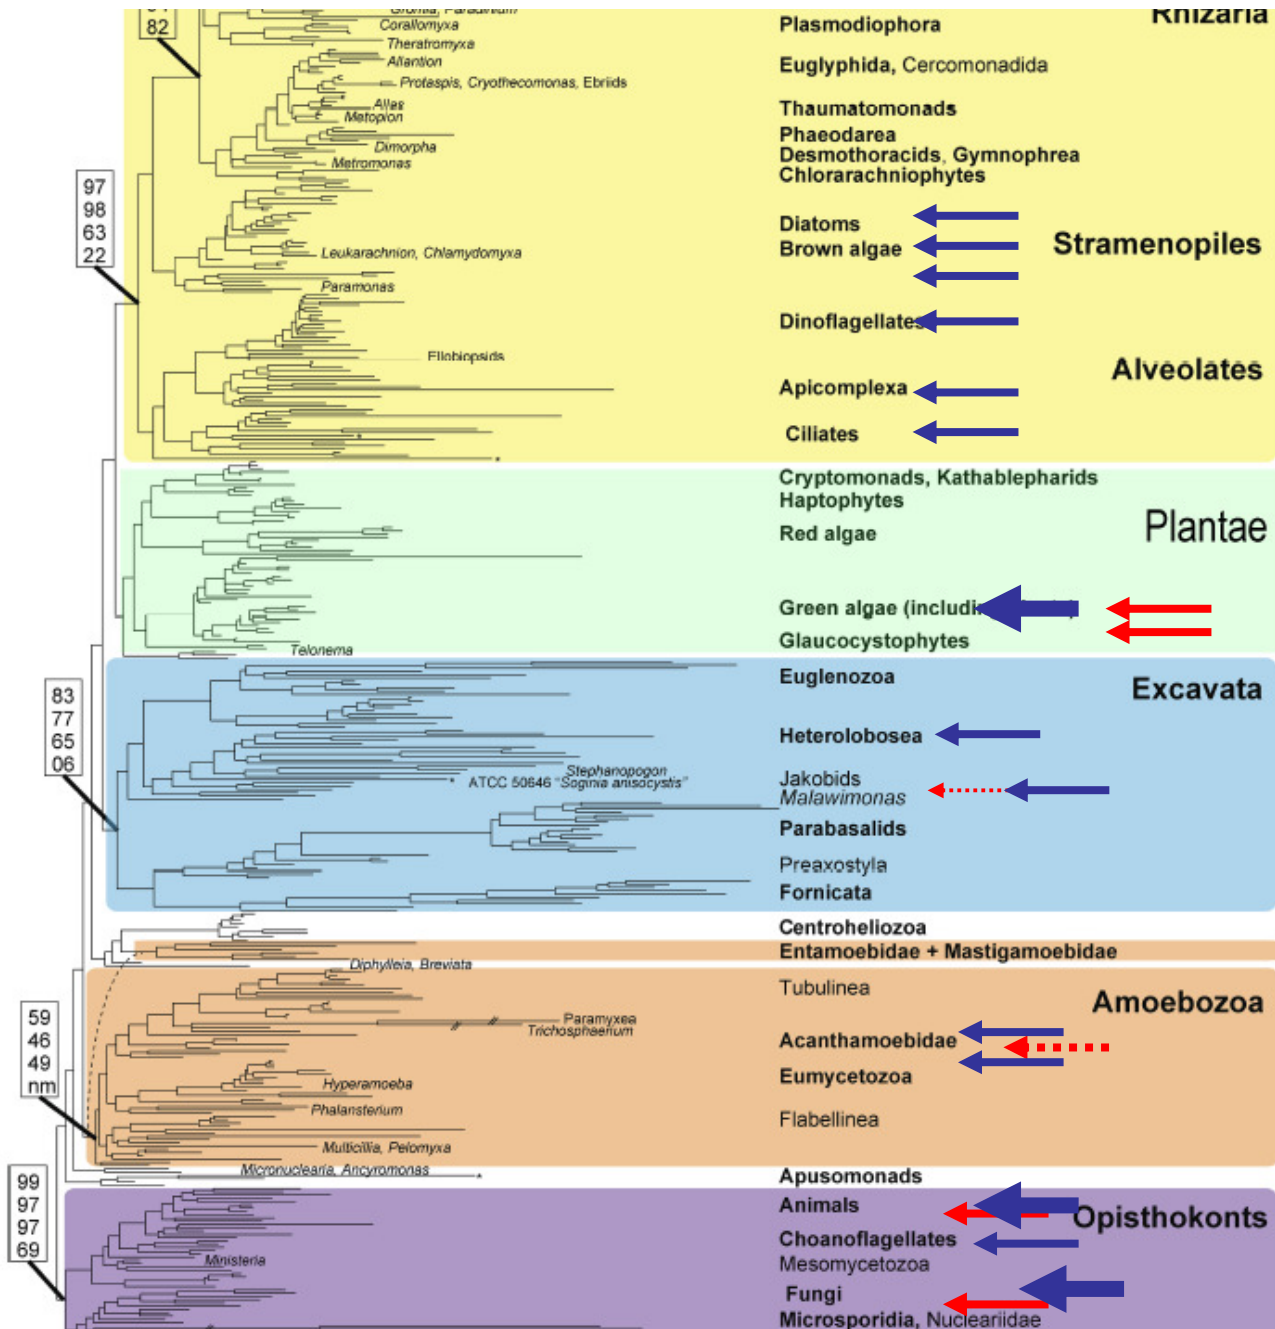 Gromia, Paradinium
Rhizaria
82
Corallomyxa
Plasmodiophora
Theratromyxa
Allantion
Euglyphida, Cercomonadida
Protaspis, Cryothecomonas, Ebriids
Allas
Thaumatomonads
Metopion
Phaeodarea
Dimorpha
Desmothoracids, Gymnophrea
Metromonas
Chlorarachniophytes
97
98
63
22
Diatoms
Stramenopiles
Brown algae
Leukarachnion, Chlamydomyxa
Paramonas
Dinoflagellates
Ellobiopsids
Alveolates
Apicomplexa
Ciliates
*
*
Cryptomonads, Kathablepharids
Haptophytes
Plantae
Red algae
Green algae (includi
Glaucocystophytes
Telonema
Euglenozoa
Excavata
83
77
65
06
Heterolobosea
Stephanopogon
* ATCC 50646 "Soginia anisocystis"
Jakobids
Malawimonas
Parabasalids
Preaxostyla
Fornicata
Centroheliozoa
Entamoebidae + Mastigamoebidae
Diphylleia, Breviata
Tubulinea
Amoebozoa
59
46
49
nm
Paramyxea
Trichosphaerium
Acanthamoebidae
Eumycetozoa
Hyperamoeba
Phalansterium
Flabellinea
Multicillia, Pelomyxa
Micronuclearia, Ancyromonas
*
Apusomonads
99
97
97
69
Animals
Opisthokonts
Choanoflagellates
Ministeria
Mesomycetozoa
Fungi
Microsporidia, Nucleariidae